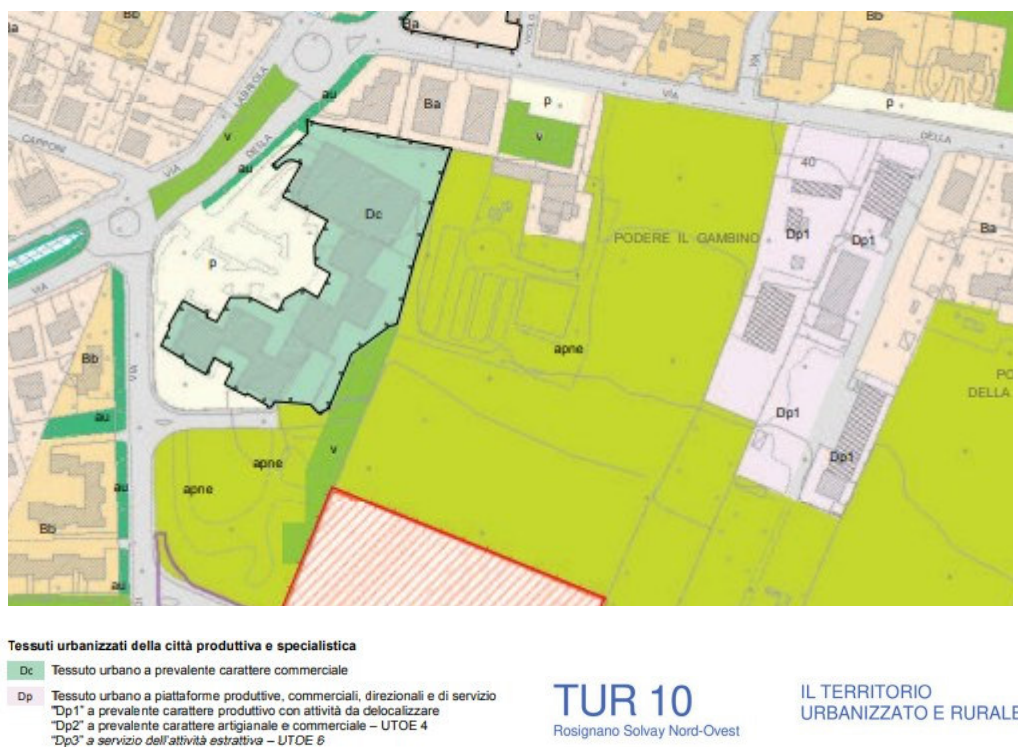 Ba
Bb
Bb
VIA
LABRIOLA
VIA
au
Ba
p
VIA
p
v
v
DELLA
CAPPONI
VIA
DELLA
au
40
Dc
PODERE IL GAMBINO
Dp1
Dp1
Ba
p
VIA
apne
Bb
VIA
DELLA
Dp1
au
v
apne
Dp1
apne
au
Bb
au
Tessuti urbanizzati della città produttiva e specialistica
Dc Tessuto urbano a prevalente carattere commerciale
Dp Tessuto urbano a piattaforme produttive, commerciali, direzionali e di servizio
"Dp1" a prevalente carattere produttivo con attività da delocalizzare
"Dp2" a prevalente carattere artigianale e commerciale – UTOE 4
"Dp3" a servizio dell'attività estrattiva – UTOE 6
TUR 10
Rosignano Solvay Nord-Ovest
IL TERRITORIO
URBANIZZATO E RURALE